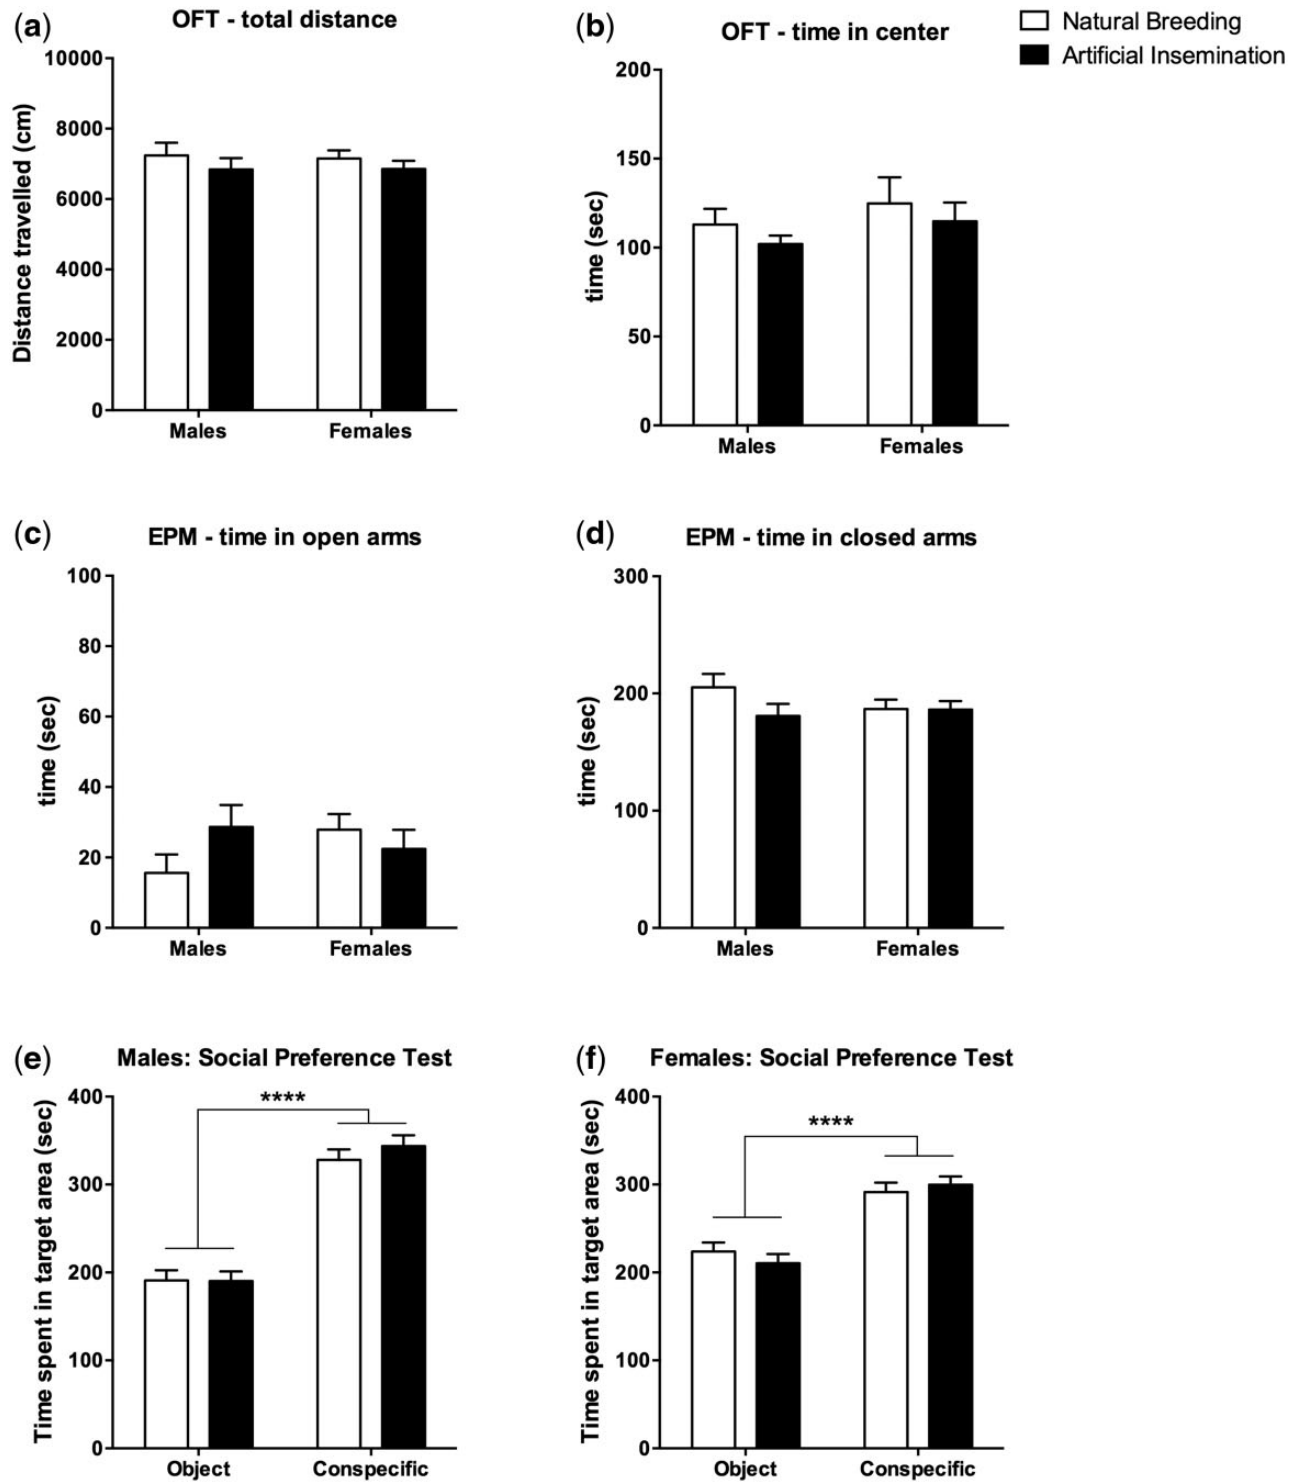 (a)
OFT - total distance
Distance travelled (cm)
10000
8000
6000
4000
2000
0
Males
Females
(b)
OFT - time in center
Natural Breeding
Artificial Insemination
time (sec)
200
150
100
50
0
Males
Females
(c)
EPM - time in open arms
time (sec)
100
80
60
40
20
0
Males
Females
(d)
EPM - time in closed arms
time (sec)
300
200
100
0
Males
Females
(e)
Males: Social Preference Test
Time spent in target area (sec)
400
300
200
100
0
****
Object
Conspecific
(f)
Females: Social Preference Test
Time spent in target area (sec)
400
300
200
100
0
****
Object
Conspecific